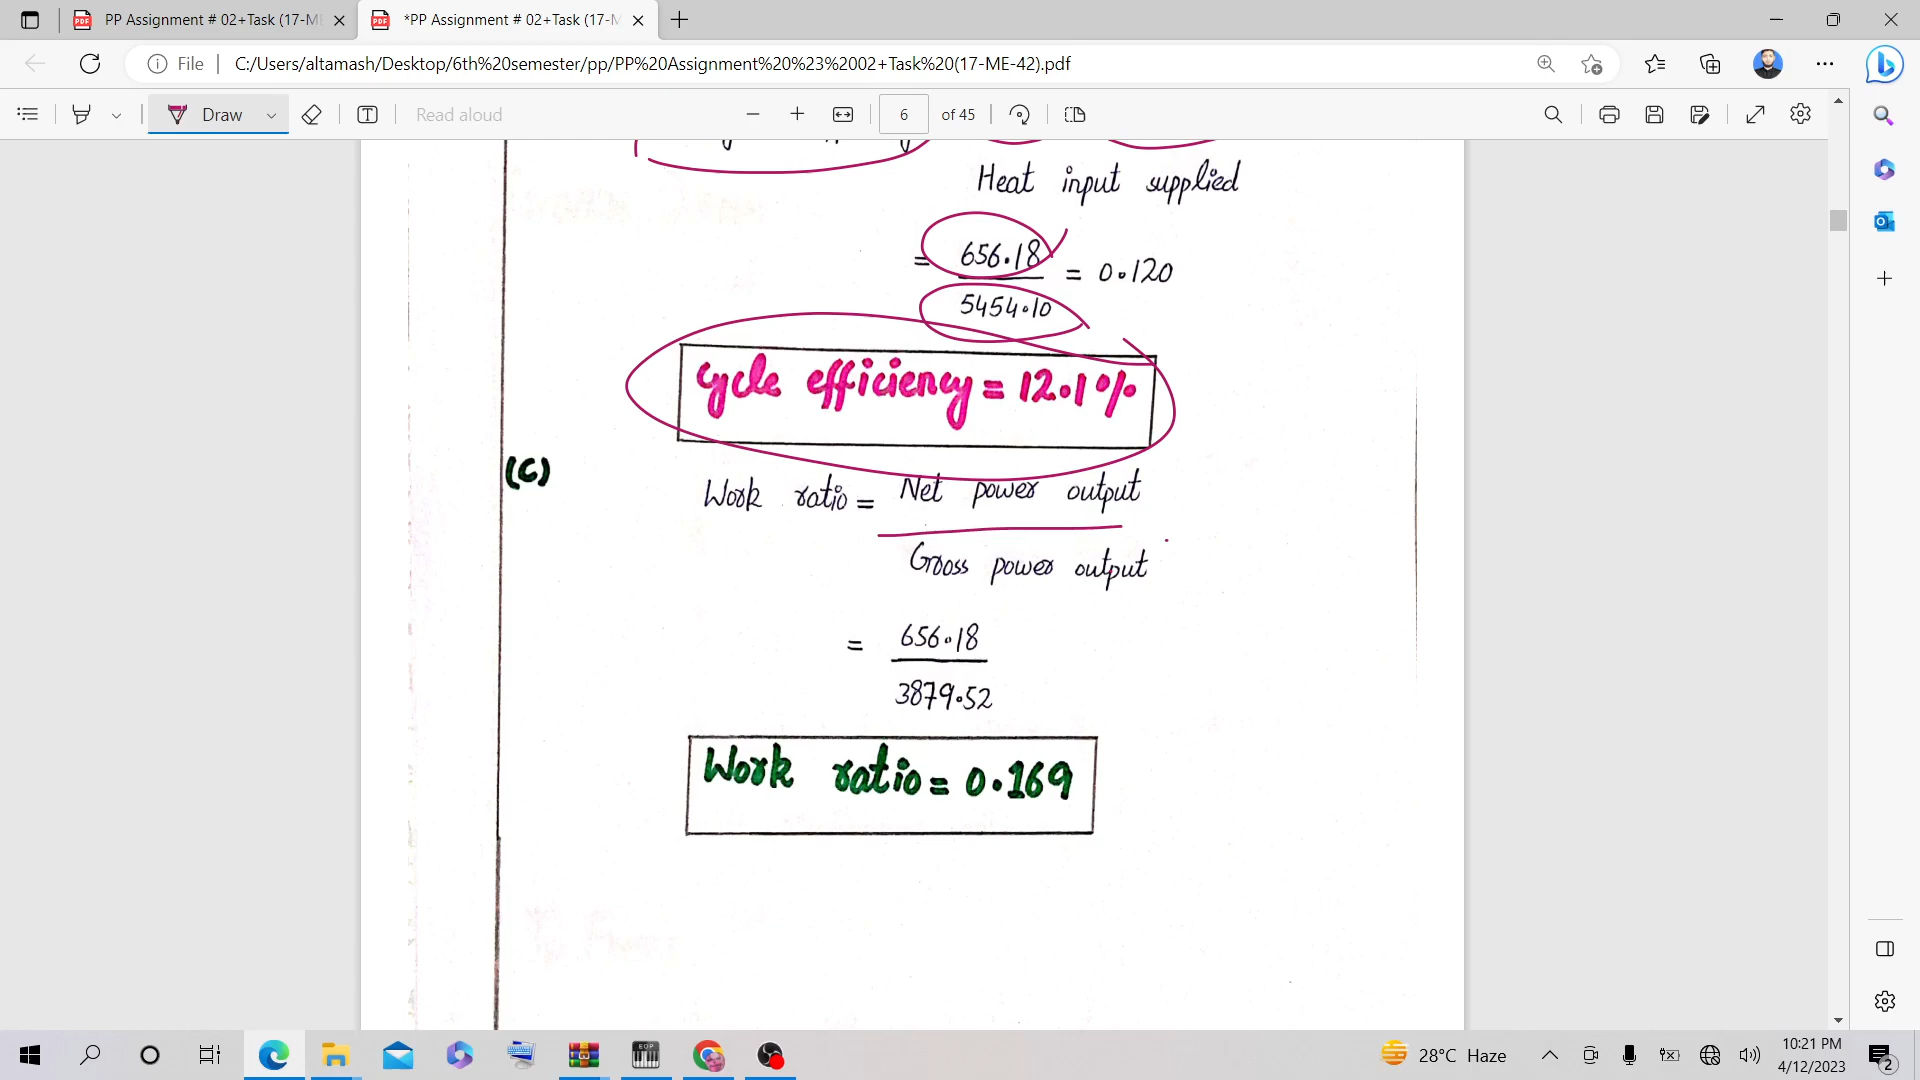 PP Assignment # 02+Task (17-M
*PP Assignment # 02+Task (17-M
File
C:/Users/altamash/Desktop/6th%20semester/pp/PP%20Assignment%20%23%2002+Task%20(17-ME-42).pdf
Draw
Read aloud
6 of 45
Heat input supplied
= 656.18 / 5454.10 = 0.120
Cycle efficiency = 12.1%
(C)
Work ratio = Net power output
Gross power output
= 656.18
3879.52
Work ratio = 0.169
28°C Haze
10:21 PM
4/12/2023
2